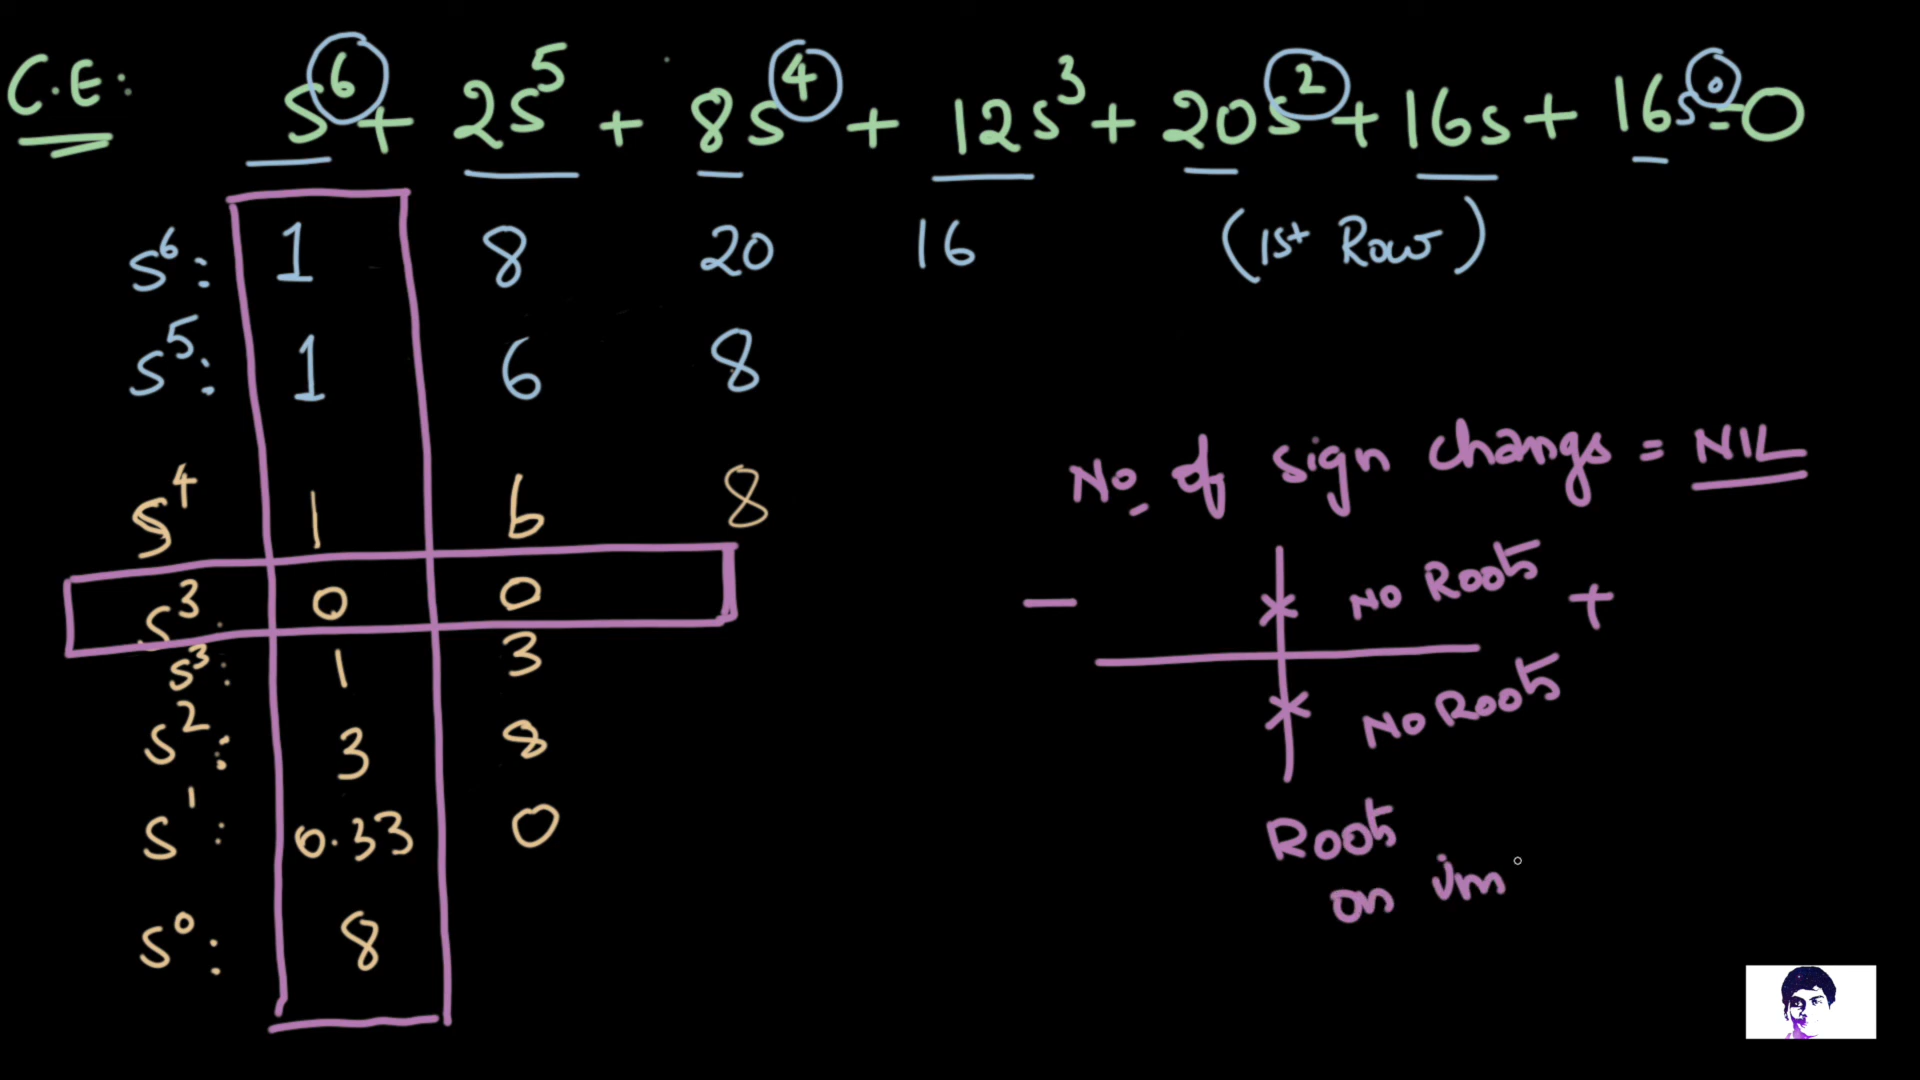 C.E: s⁶ + 2s⁵ + 8s⁴ + 12s³ + 20s² + 16s + 16s⁰ = 0
s⁶: 1 8 20 16 (1st Row)
s⁵: 1 6 8
s⁴ 1 6 8
s³: 0 0
s³: 1 3
s²: 3 8
s¹: 0.33 0
s⁰: 8
No of sign changs = NIL
− No Roots +
No Roots
Roots
on im